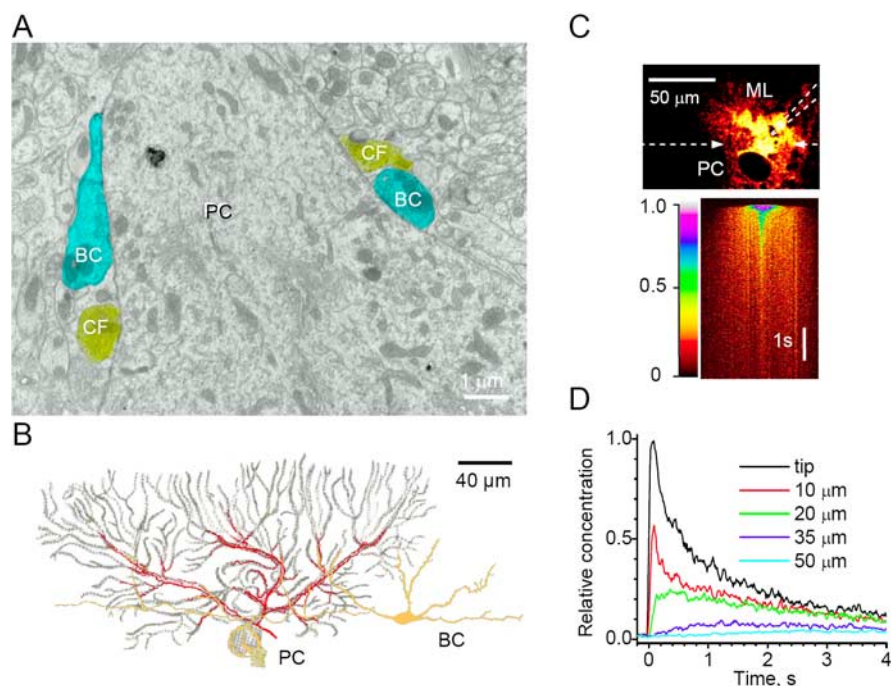 A
BC
CF
PC
CF
BC
1 μm
B
40 μm
PC
BC
C
50 μm
ML
PC
1.0
0.5
0
1s
D
Relative concentration
1.0
0.5
0.0
tip
10 μm
20 μm
35 μm
50 μm
0 1 2 3 4
Time, s